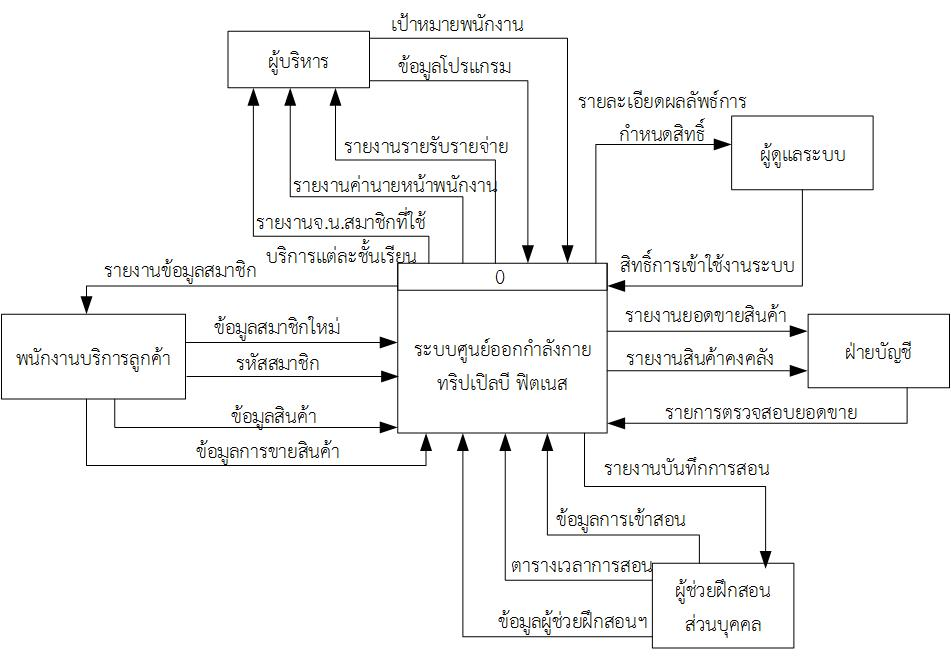 เป้าหมายพนักงาน
ผู้บริหาร
ข้อมูลโปรแกรม
รายละเอียดผลลัพธ์การ
กำหนดสิทธิ์
ผู้ดูแลระบบ
รายงานรายรับรายจ่าย
รายงานค่านายหน้าพนักงาน
รายงานจ.น.สมาชิกที่ใช้
บริการแต่ละชั้นเรียน
รายงานข้อมูลสมาชิก
0
สิทธิ์การเข้าใช้งานระบบ
พนักงานบริการลูกค้า
ข้อมูลสมาชิกใหม่
รหัสสมาชิก
ข้อมูลสินค้า
ข้อมูลการขายสินค้า
ระบบศูนย์ออกกำลังกาย
ทริปเปิลบี ฟิตเนส
รายงานยอดขายสินค้า
รายงานสินค้าคงคลัง
ฝ่ายบัญชี
รายการตรวจสอบยอดขาย
รายงานบันทึกการสอน
ข้อมูลการเข้าสอน
ตารางเวลาการสอน
ข้อมูลผู้ช่วยฝึกสอนฯ
ผู้ช่วยฝึกสอน
ส่วนบุคคล